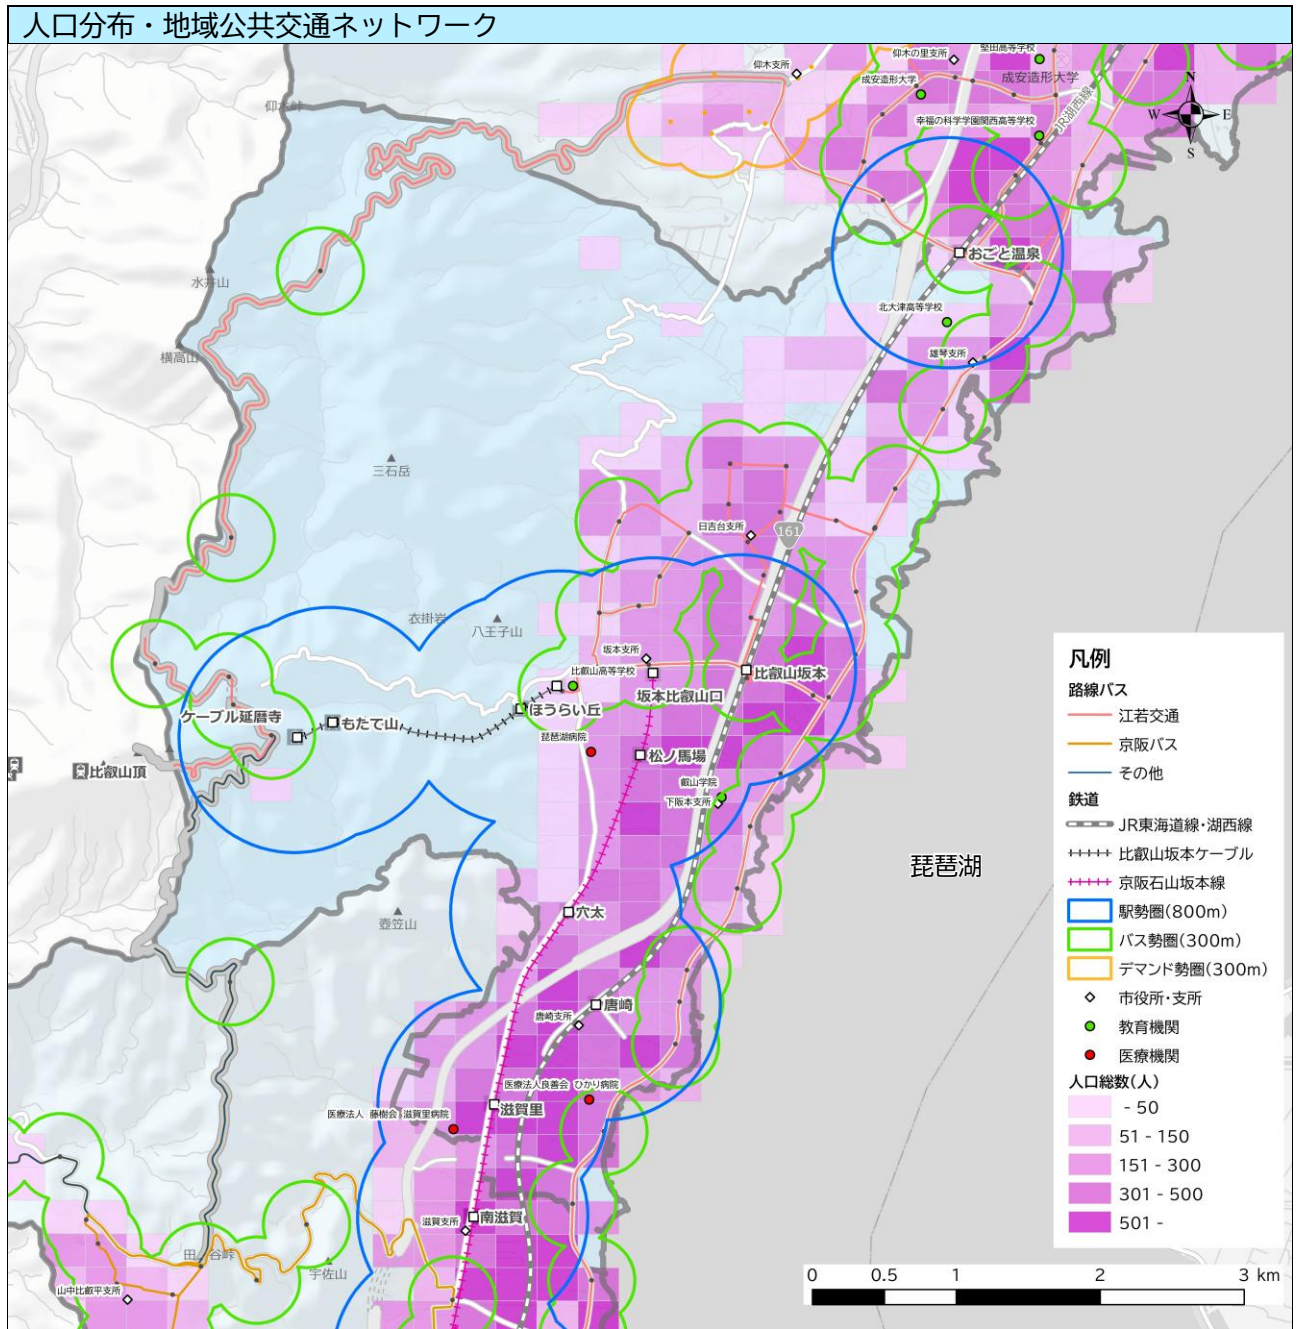 人口分布・地域公共交通ネットワーク
仰木支所
仰木の里支所
堅田高等学校
成安造形大学
成安造形大学
JR湖西線
仰木峠
幸福の科学学園関西高等学校
N
W
E
S
おごと温泉
水井山
北大津高等学校
横高山
雄琴支所
三石岳
日吉台支所
161
衣掛岩
八王子山
坂本支所
比叡山高等学校
比叡山坂本
坂本比叡山口
ケーブル延暦寺
もたて山
ほうらい丘
琵琶湖病院
松ノ馬場
比叡山頂
叡山学院
下阪本支所
琵琶湖
壺笠山
穴太
唐崎
唐崎支所
医療法人良善会 ひかり病院
滋賀里
医療法人 藤樹会 滋賀里病院
滋賀支所
南滋賀
宇佐山
山中比叡平支所
凡例
路線バス
江若交通
京阪バス
その他
鉄道
JR東海道線・湖西線
比叡山坂本ケーブル
京阪石山坂本線
駅勢圏(800m)
バス勢圏(300m)
デマンド勢圏(300m)
市役所・支所
教育機関
医療機関
人口総数(人)
- 50
51 - 150
151 - 300
301 - 500
501 -
0 0.5 1 2 3 km